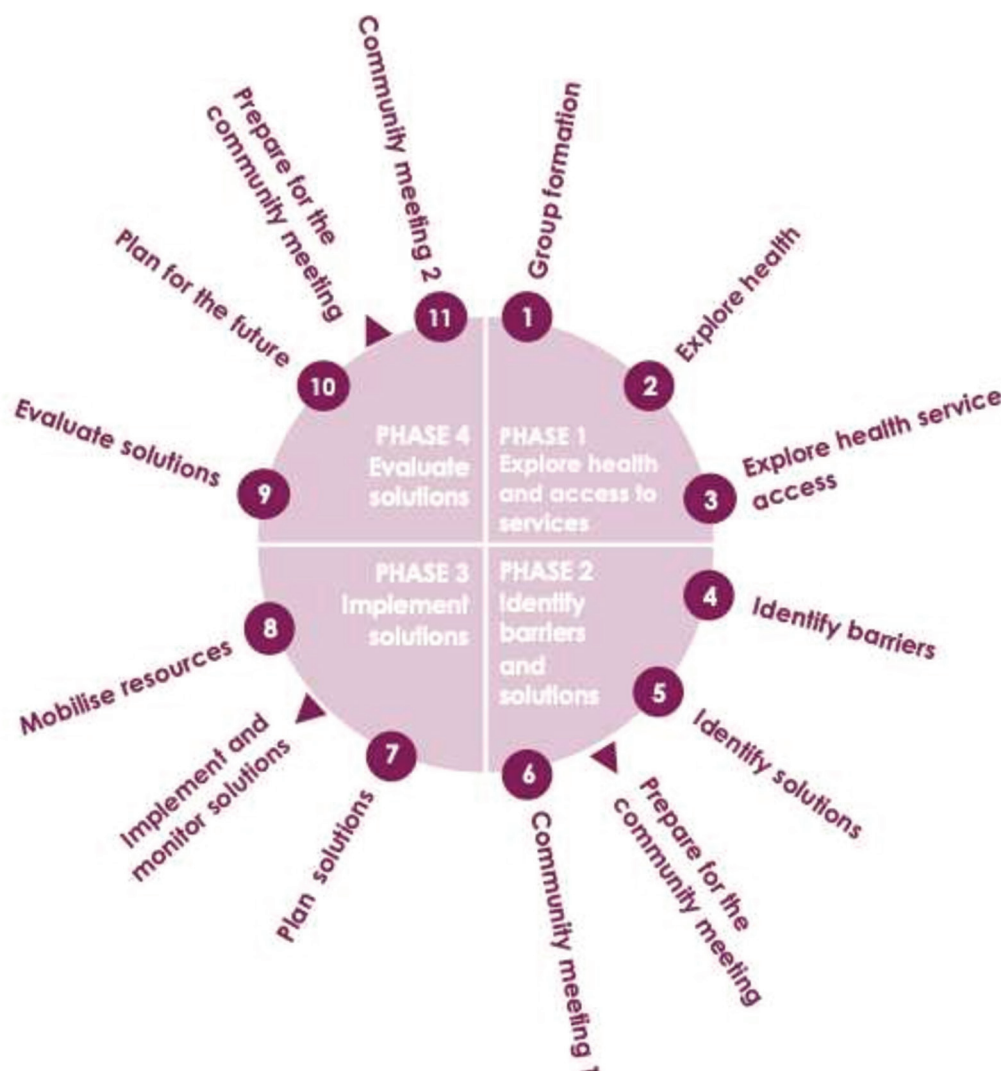 Community meeting 2
Prepare for the
community meeting
Plan for the future
Evaluate solutions
Mobilise resources
Implement and
monitor solutions
Plan solutions
Group formation
Explore health
Explore health service
access
Identify barriers
Identify solutions
Prepare for the
community meeting
Community meeting 1
11
1
10
2
9
3
8
4
7
5
6
PHASE 4
Evaluate
solutions
PHASE 1
Explore health
and access to
services
PHASE 3
Implement
solutions
PHASE 2
Identify
barriers
and
solutions